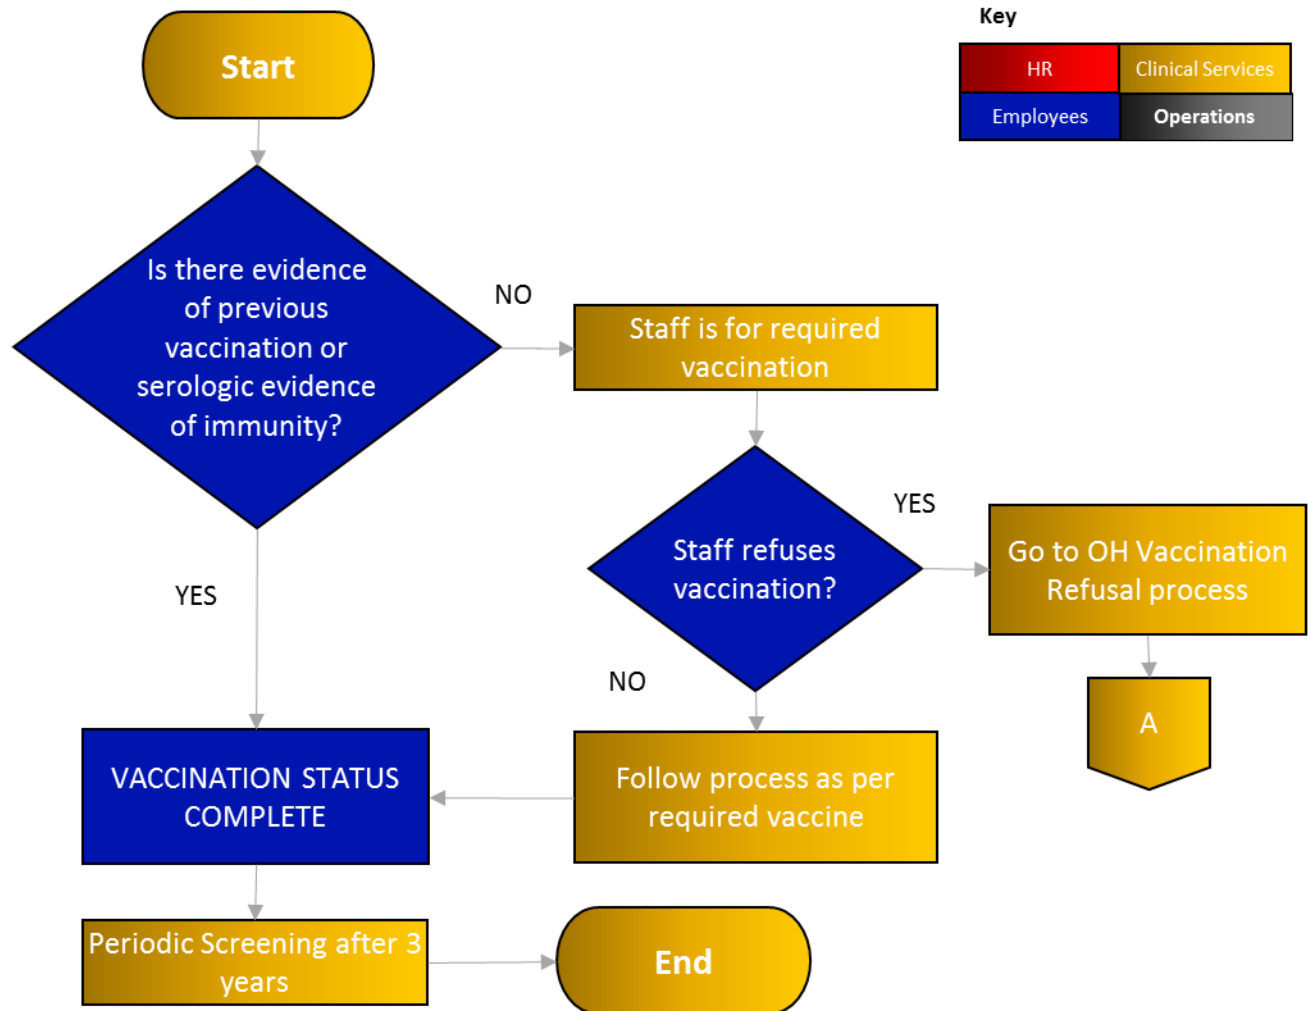 Key
Start
HR
Clinical Services
Employees
Operations
Is there evidence
of previous
vaccination or
serologic evidence
of immunity?
NO
Staff is for required
vaccination
YES
Staff refuses
vaccination?
Go to OH Vaccination
Refusal process
YES
NO
A
VACCINATION STATUS
COMPLETE
Follow process as per
required vaccine
Periodic Screening after 3
years
End